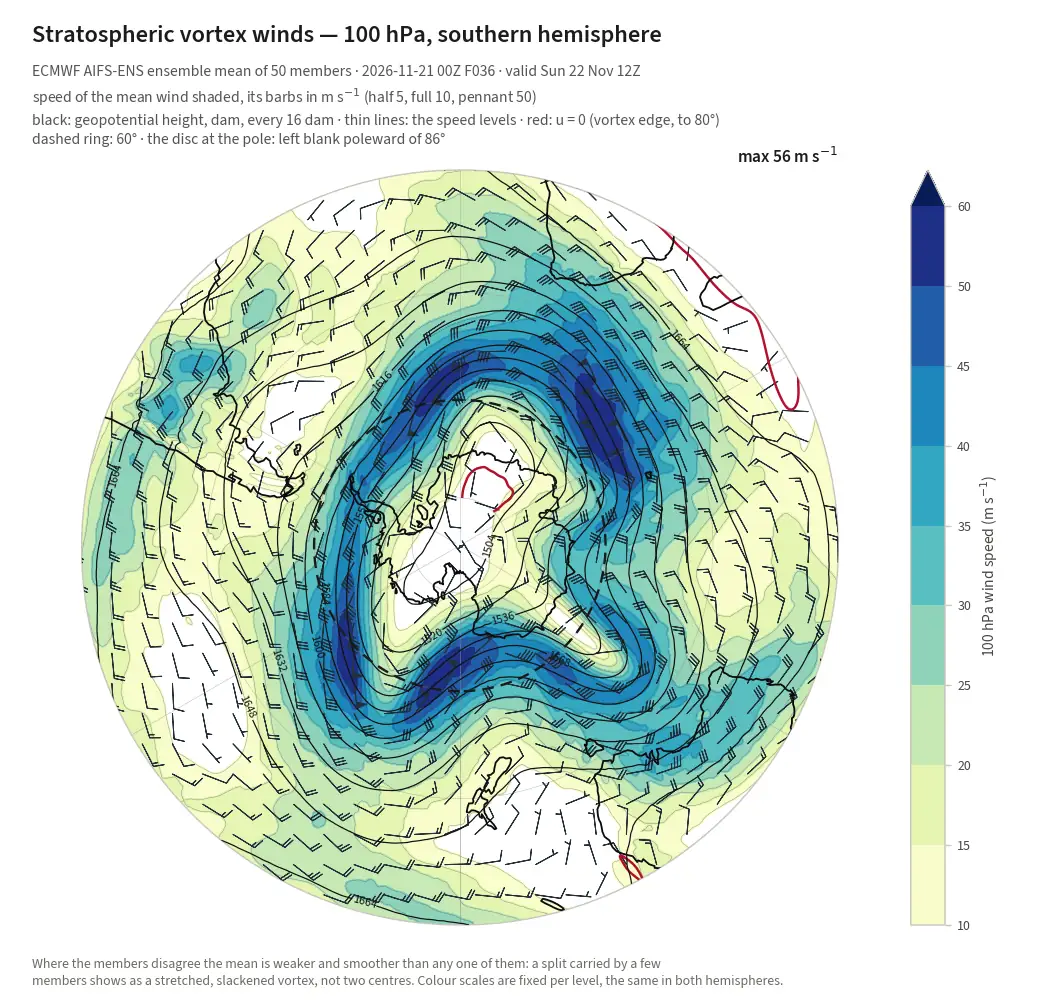 Stratospheric vortex winds — 100 hPa, southern hemisphere
ECMWF AIFS-ENS ensemble mean of 50 members · 2026-11-21 00Z F036 · valid Sun 22 Nov 12Z
speed of the mean wind shaded, its barbs in m s⁻¹ (half 5, full 10, pennant 50)
black: geopotential height, dam, every 16 dam · thin lines: the speed levels · red: u = 0 (vortex edge, to 80°)
dashed ring: 60° · the disc at the pole: left blank poleward of 86°
max 56 m s⁻¹
60
50
45
40
35
30
25
20
15
10
100 hPa wind speed (m s⁻¹)
1664
1616
1664
1504
1536
1520
1632
1648
1664
Where the members disagree the mean is weaker and smoother than any one of them: a split carried by a few
members shows as a stretched, slackened vortex, not two centres. Colour scales are fixed per level, the same in both hemispheres.